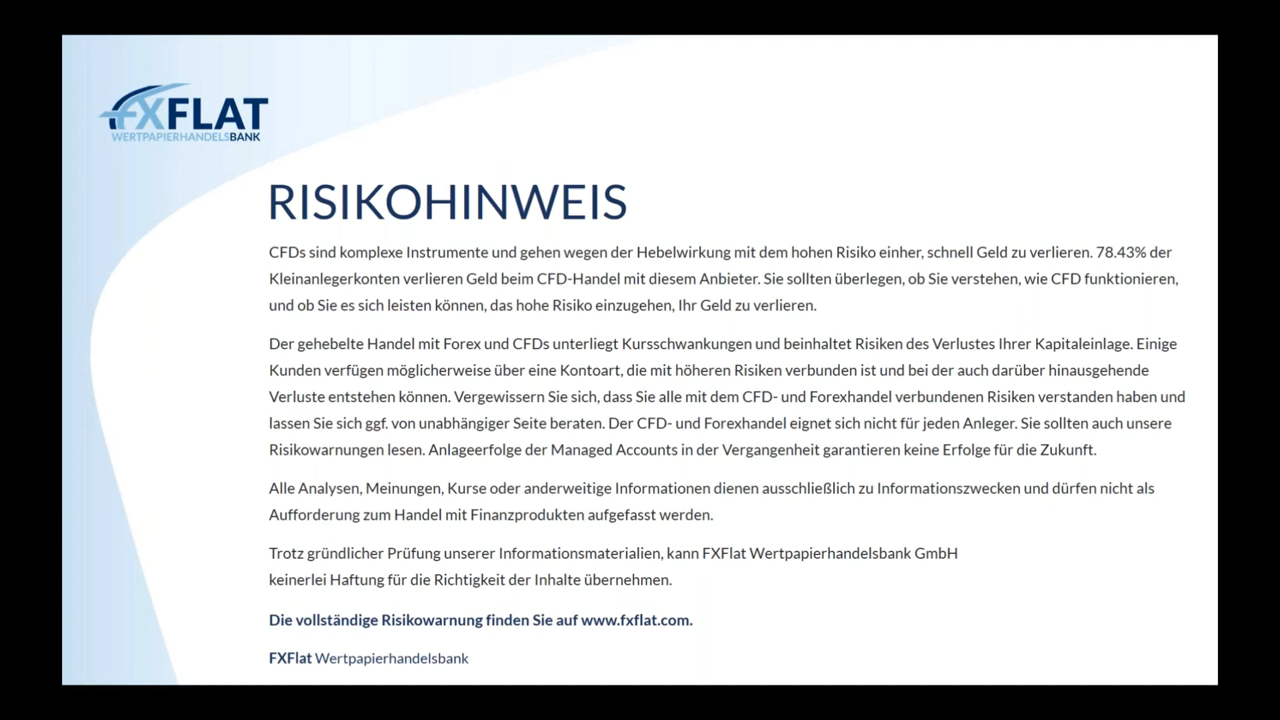 FXFLAT
WERTPAPIERHANDELSBANK
RISIKOHINWEIS
CFDs sind komplexe Instrumente und gehen wegen der Hebelwirkung mit dem hohen Risiko einher, schnell Geld zu verlieren. 78.43% der
Kleinanlegerkonten verlieren Geld beim CFD-Handel mit diesem Anbieter. Sie sollten überlegen, ob Sie verstehen, wie CFD funktionieren,
und ob Sie es sich leisten können, das hohe Risiko einzugehen, Ihr Geld zu verlieren.
Der gehebelte Handel mit Forex und CFDs unterliegt Kursschwankungen und beinhaltet Risiken des Verlustes Ihrer Kapitaleinlage. Einige
Kunden verfügen möglicherweise über eine Kontoart, die mit höheren Risiken verbunden ist und bei der auch darüber hinausgehende
Verluste entstehen können. Vergewissern Sie sich, dass Sie alle mit dem CFD- und Forexhandel verbundenen Risiken verstanden haben und
lassen Sie sich ggf. von unabhängiger Seite beraten. Der CFD- und Forexhandel eignet sich nicht für jeden Anleger. Sie sollten auch unsere
Risikowarnungen lesen. Anlageerfolge der Managed Accounts in der Vergangenheit garantieren keine Erfolge für die Zukunft.
Alle Analysen, Meinungen, Kurse oder anderweitige Informationen dienen ausschließlich zu Informationszwecken und dürfen nicht als
Aufforderung zum Handel mit Finanzprodukten aufgefasst werden.
Trotz gründlicher Prüfung unserer Informationsmaterialien, kann FXFlat Wertpapierhandelsbank GmbH
keinerlei Haftung für die Richtigkeit der Inhalte übernehmen.
Die vollständige Risikowarnung finden Sie auf www.fxflat.com.
FXFlat Wertpapierhandelsbank